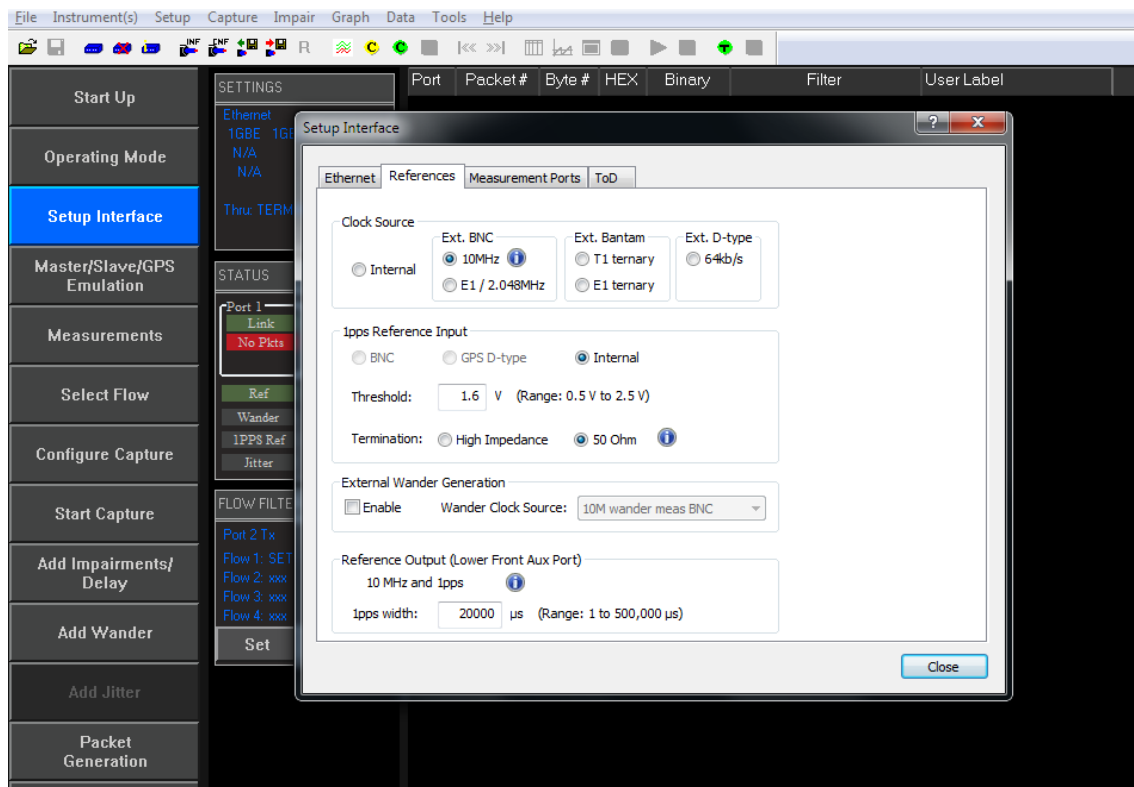 File Instrument(s) Setup Capture Impair Graph Data Tools Help
INF INF R C C T
Start Up
Operating Mode
Setup Interface
Master/Slave/GPS
Emulation
Measurements
Select Flow
Configure Capture
Start Capture
Add Impairments/
Delay
Add Wander
Add Jitter
Packet
Generation
SETTINGS
Ethernet
1GBE
N/A
N/A
Thru: TERM
STATUS
Port 1
Link
No Pkts
Ref
Wander
1PPS Ref
Jitter
FLOW FILTE
Port 2 Tx
Flow 1: SET
Flow 2: xxx
Flow 3: xxx
Flow 4: xxx
Set
Port Packet # Byte # HEX Binary Filter User Label
Setup Interface
? X
Ethernet References Measurement Ports ToD
Clock Source
Ext. BNC Ext. Bantam Ext. D-type
Internal 10MHz T1 ternary 64kb/s
E1 / 2.048MHz E1 ternary
1pps Reference Input
BNC GPS D-type Internal
Threshold: 1.6 V (Range: 0.5 V to 2.5 V)
Termination: High Impedance 50 Ohm
External Wander Generation
Enable Wander Clock Source: 10M wander meas BNC
Reference Output (Lower Front Aux Port)
10 MHz and 1pps
1pps width: 20000 µs (Range: 1 to 500,000 µs)
Close